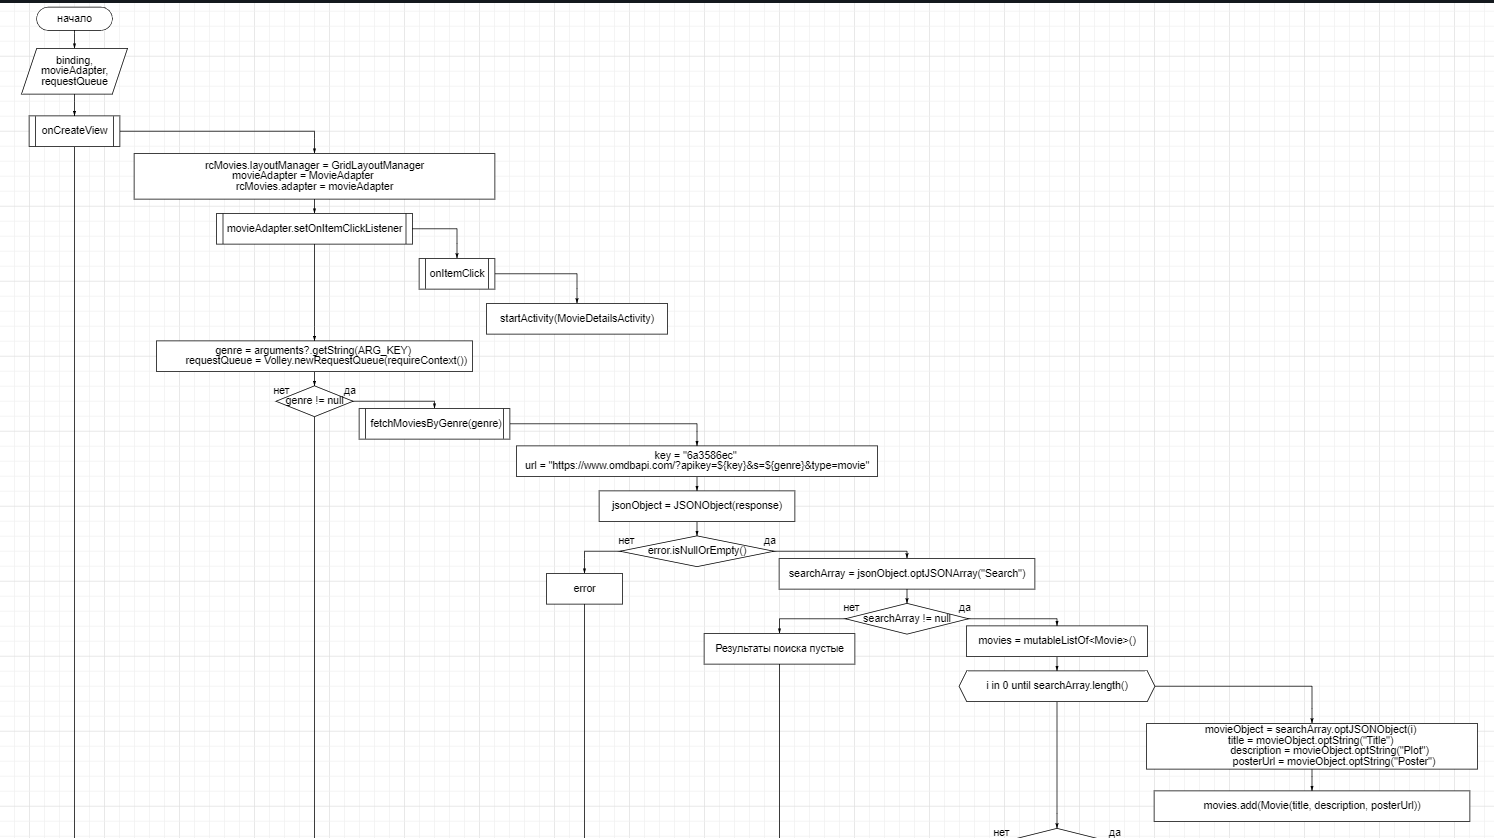 начало
binding,
movieAdapter,
requestQueue
onCreateView
rcMovies.layoutManager = GridLayoutManager
movieAdapter = MovieAdapter
rcMovies.adapter = movieAdapter
movieAdapter.setOnItemClickListener
onItemClick
startActivity(MovieDetailsActivity)
genre = arguments?.getString(ARG_KEY)
requestQueue = Volley.newRequestQueue(requireContext())
нет
да
genre != null
fetchMoviesByGenre(genre)
key = "6a3586ec"
url = "https://www.omdbapi.com/?apikey=${key}&s=${genre}&type=movie"
jsonObject = JSONObject(response)
нет
да
error.isNullOrEmpty()
error
searchArray = jsonObject.optJSONArray("Search")
нет
да
searchArray != null
Результаты поиска пустые
movies = mutableListOf<Movie>()
i in 0 until searchArray.length()
movieObject = searchArray.optJSONObject(i)
title = movieObject.optString("Title")
description = movieObject.optString("Plot")
posterUrl = movieObject.optString("Poster")
movies.add(Movie(title, description, posterUrl))
нет
да